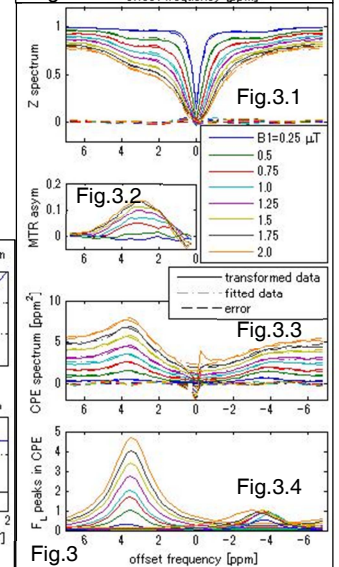 offset frequency [ppm]
1
0.5
0
Z spectrum
Fig.3.1
6 4 2 0
B1=0.25 μT
0.5
0.75
1.0
1.25
1.5
1.75
2.0
0.2
0.1
0
MTR asym
Fig.3.2
6 4 2 0
transformed data
fitted data
error
10
5
0
CPE spectrum [ppm²]
Fig.3.3
6 4 2 0 -2 -4 -6
5
4
3
2
1
0
F_L peaks in CPE
Fig.3.4
6 4 2 0 -2 -4 -6
offset frequency [ppm]
Fig.3